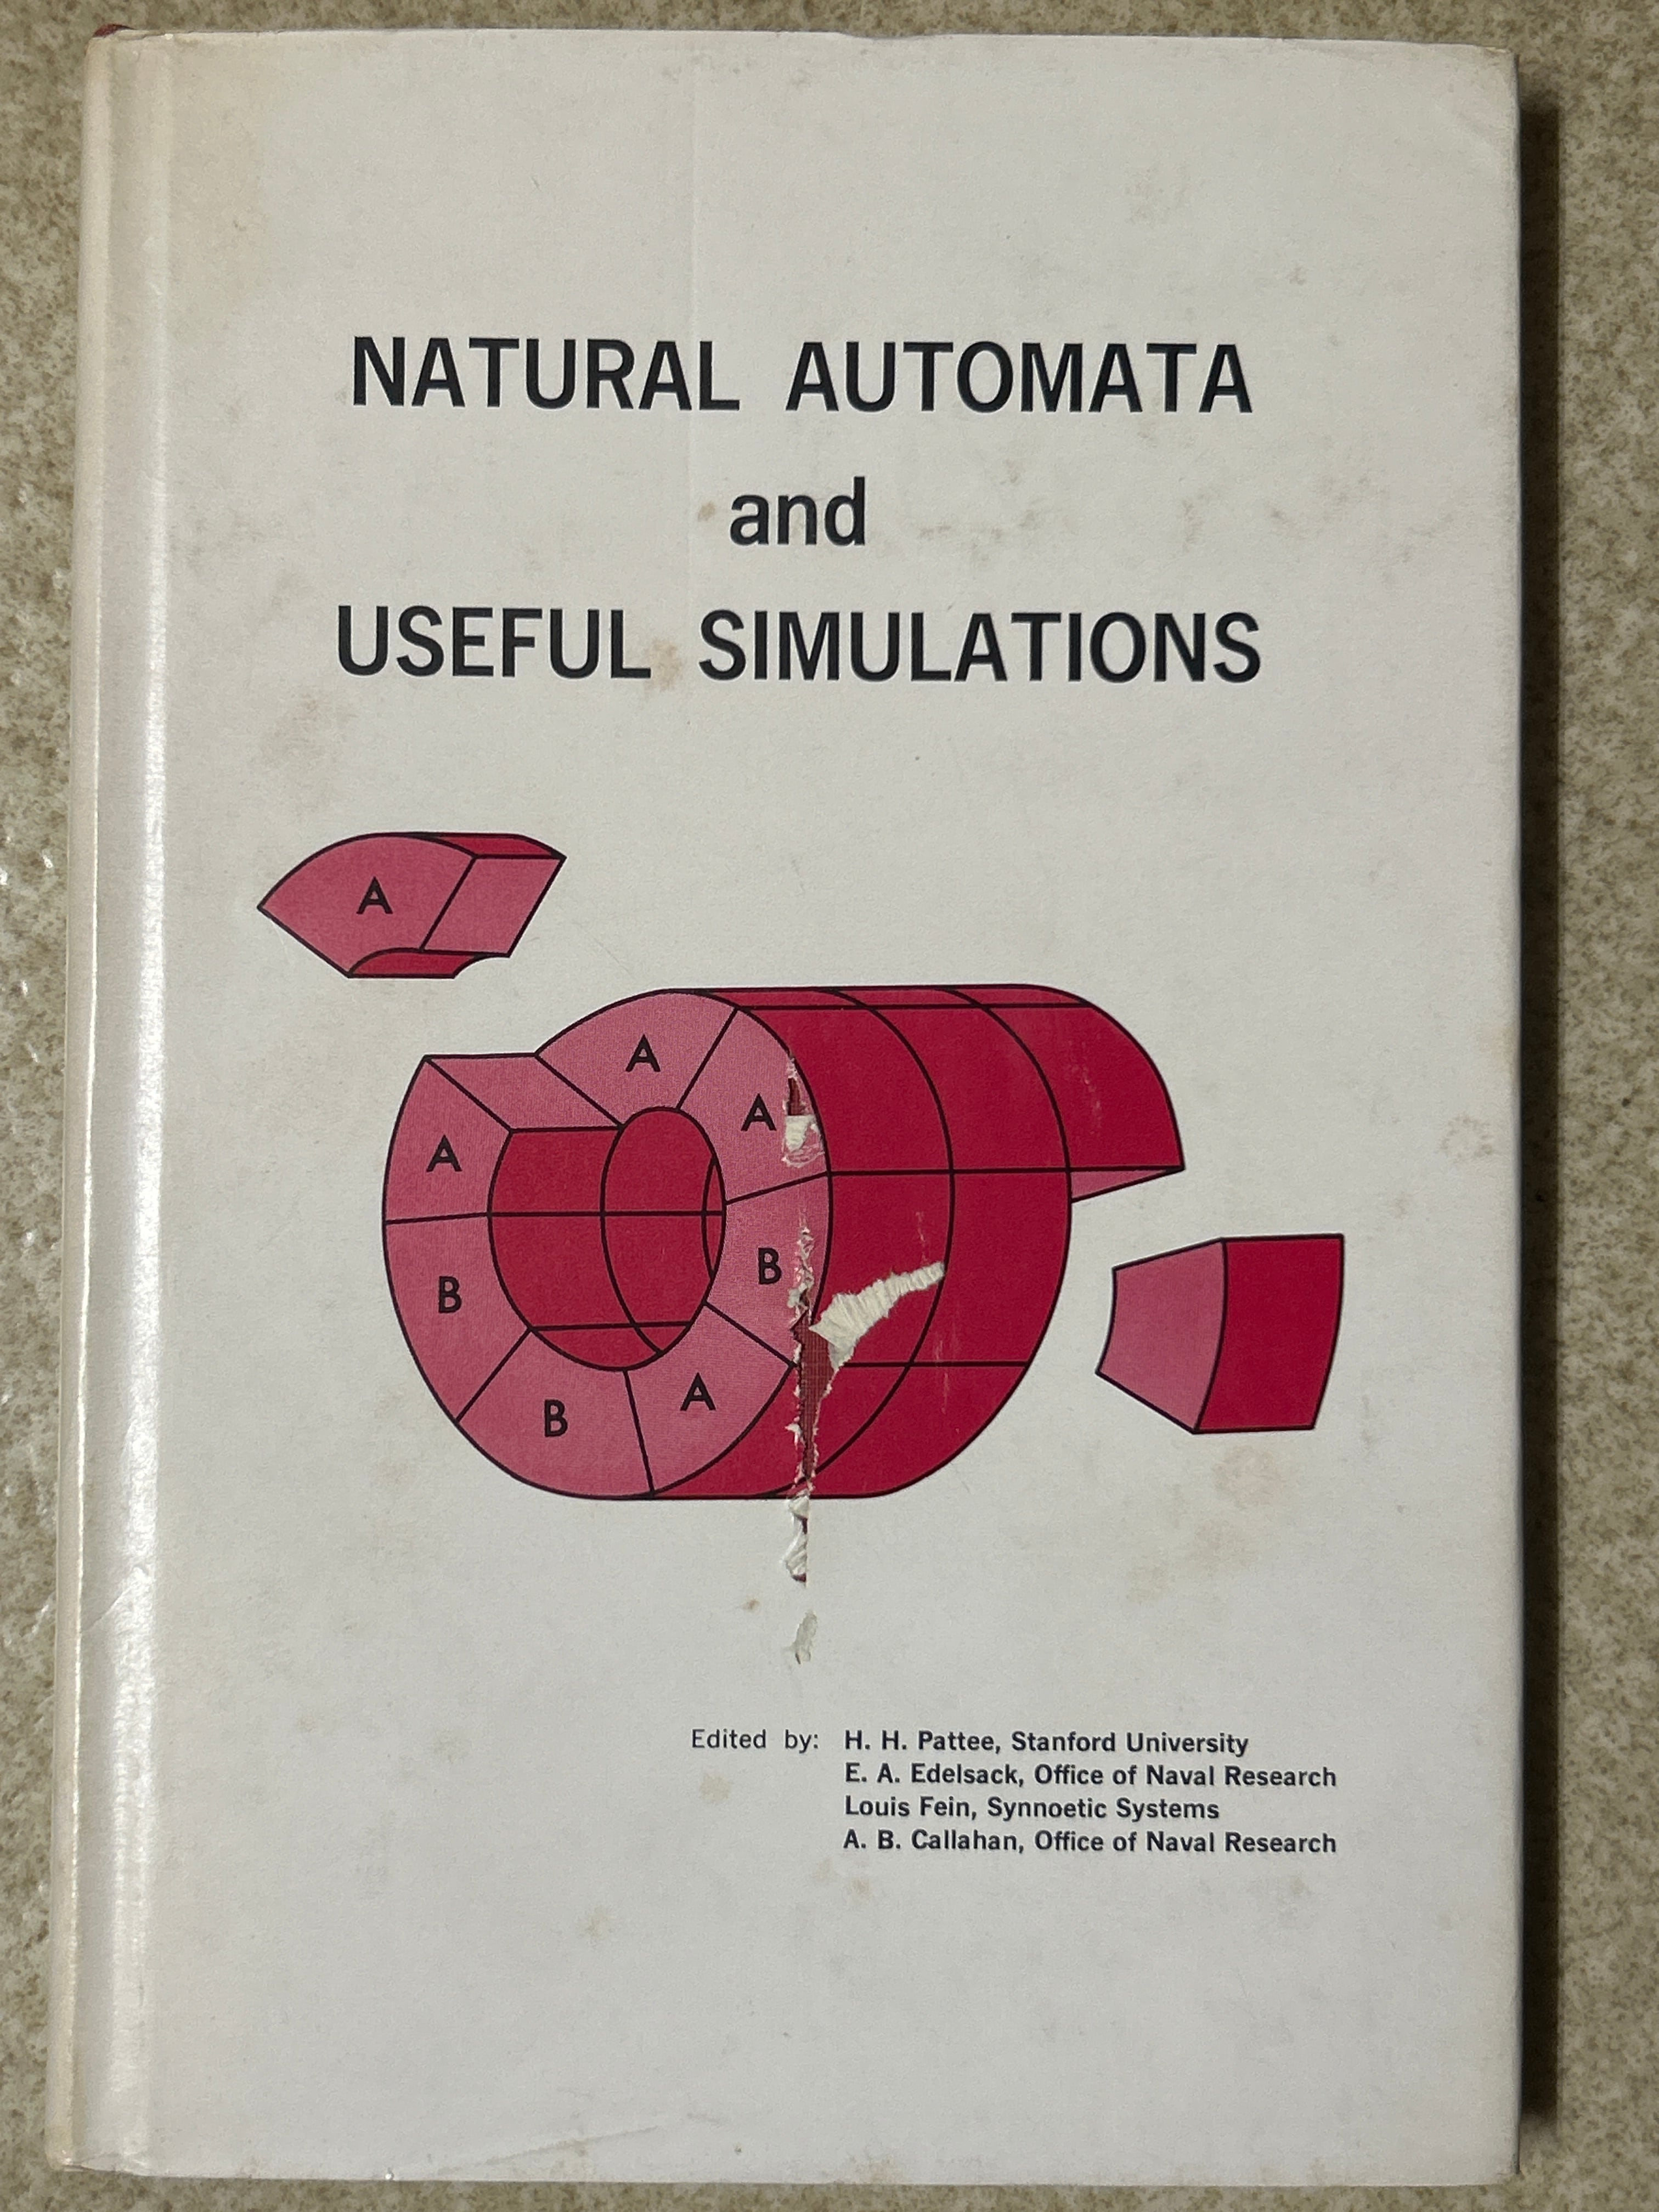 NATURAL AUTOMATA
and
USEFUL SIMULATIONS
A
A
A
A
B
B
B
A
Edited by: H. H. Pattee, Stanford University
E. A. Edelsack, Office of Naval Research
Louis Fein, Synnoetic Systems
A. B. Callahan, Office of Naval Research